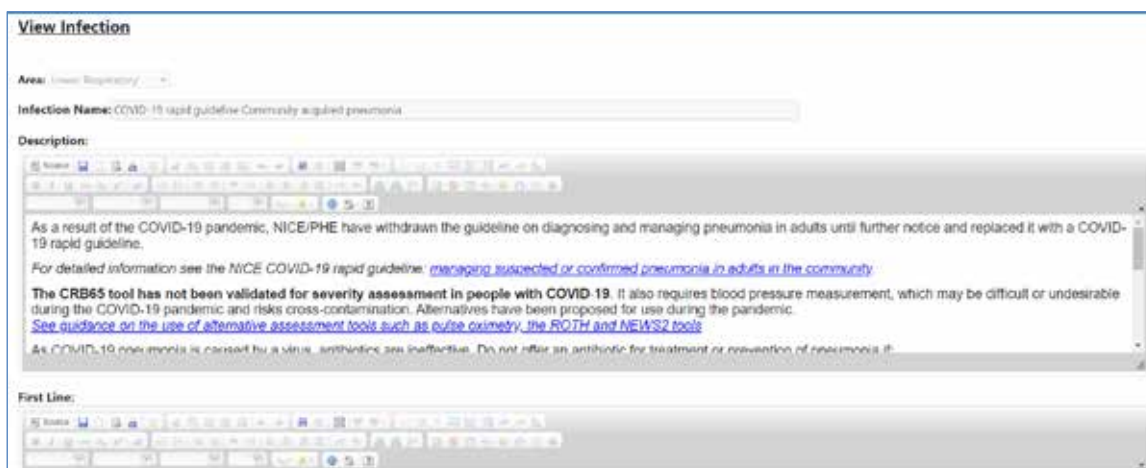 View Infection
Area: Lower Respiratory
Infection Name: COVID-19 rapid guideline Community acquired pneumonia
Description:
Source
As a result of the COVID-19 pandemic, NICE/PHE have withdrawn the guideline on diagnosing and managing pneumonia in adults until further notice and replaced it with a COVID-
19 rapid guideline.
For detailed information see the NICE COVID-19 rapid guideline: managing suspected or confirmed pneumonia in adults in the community
The CRB65 tool has not been validated for severity assessment in people with COVID-19. It also requires blood pressure measurement, which may be difficult or undesirable
during the COVID-19 pandemic and risks cross-contamination. Alternatives have been proposed for use during the pandemic.
See guidance on the use of alternative assessment tools such as pulse oximetry, the ROTH and NEWS2 tools
As COVID-19 pneumonia is caused by a virus, antibiotics are ineffective. Do not offer an antibiotic for treatment or prevention of pneumonia if:
First Line:
Source